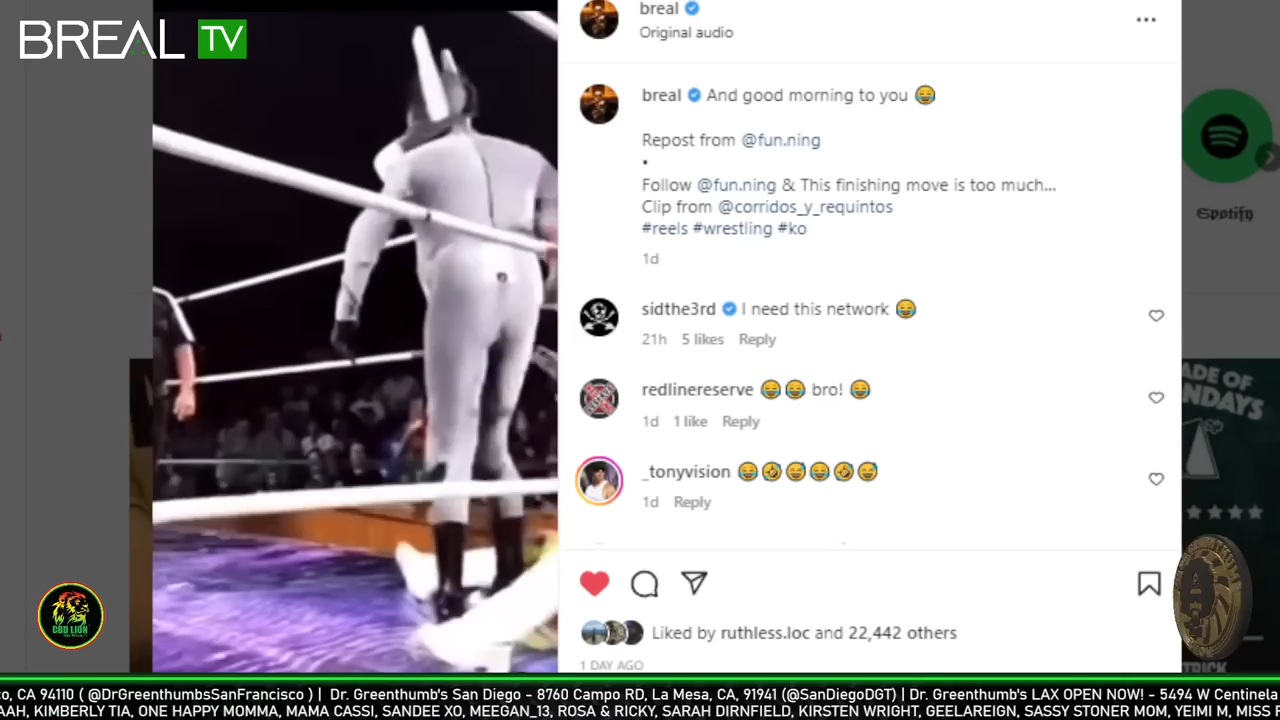 BREAL TV
breal
Original audio
breal And good morning to you 😂
Repost from @fun.ning
•
Follow @fun.ning & This finishing move is too much...
Clip from @corridos_y_requintos
#reels #wrestling #ko
1d
sidthe3rd I need this network 😂
21h 5 likes Reply
redlinereserve 😂😂 bro! 😂
1d 1 like Reply
_tonyvision 😂🤣😅😂🤣😅
1d Reply
Liked by ruthless.loc and 22,442 others
1 DAY AGO
Spotify
CBD LION
o, CA 94110 ( @DrGreenthumbsSanFrancisco ) | Dr. Greenthumb's San Diego - 8760 Campo RD, La Mesa, CA, 91941 (@SanDiegoDGT) | Dr. Greenthumb's LAX OPEN NOW! - 5494 W Centinela
AAH, KIMBERLY TIA, ONE HAPPY MOMMA, MAMA CASSI, SANDEE XO, MEEGAN_13, ROSA & RICKY, SARAH DIRNFIELD, KIRSTEN WRIGHT, GEELAREIGN, SASSY STONER MOM, YEIMI M, MISS